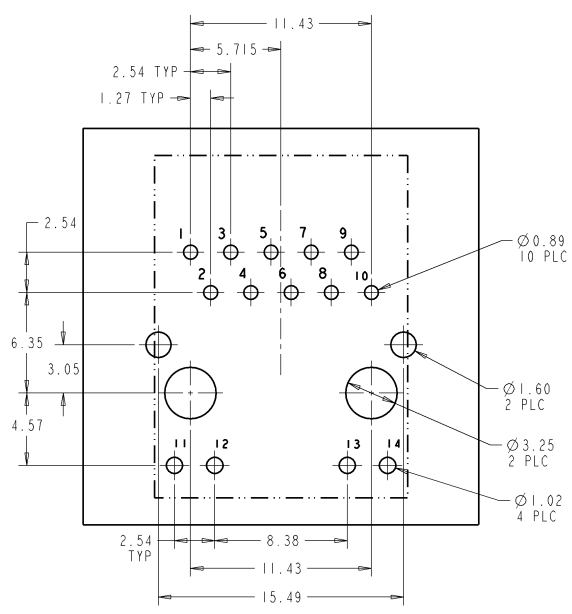 11.43
5.715
2.54 TYP
1.27 TYP
2.54
1 3 5 7 9
Ø0.89
10 PLC
2 4 6 8 10
6.35
3.05
Ø1.60
2 PLC
4.57
Ø3.25
2 PLC
11 12 13 14
Ø1.02
4 PLC
2.54
TYP
8.38
11.43
15.49